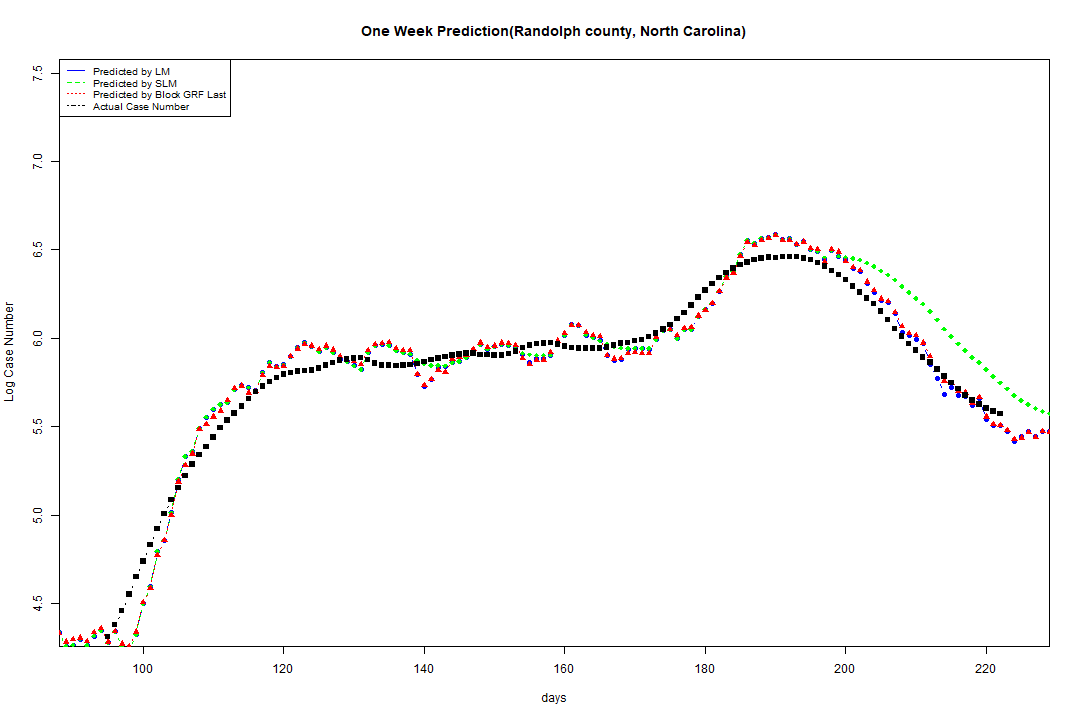 One Week Prediction(Randolph county, North Carolina)
Predicted by LM
Predicted by SLM
Predicted by Block GRF Last
Actual Case Number
7.5
7.0
6.5
6.0
5.5
5.0
4.5
Log Case Number
100 120 140 160 180 200 220
days